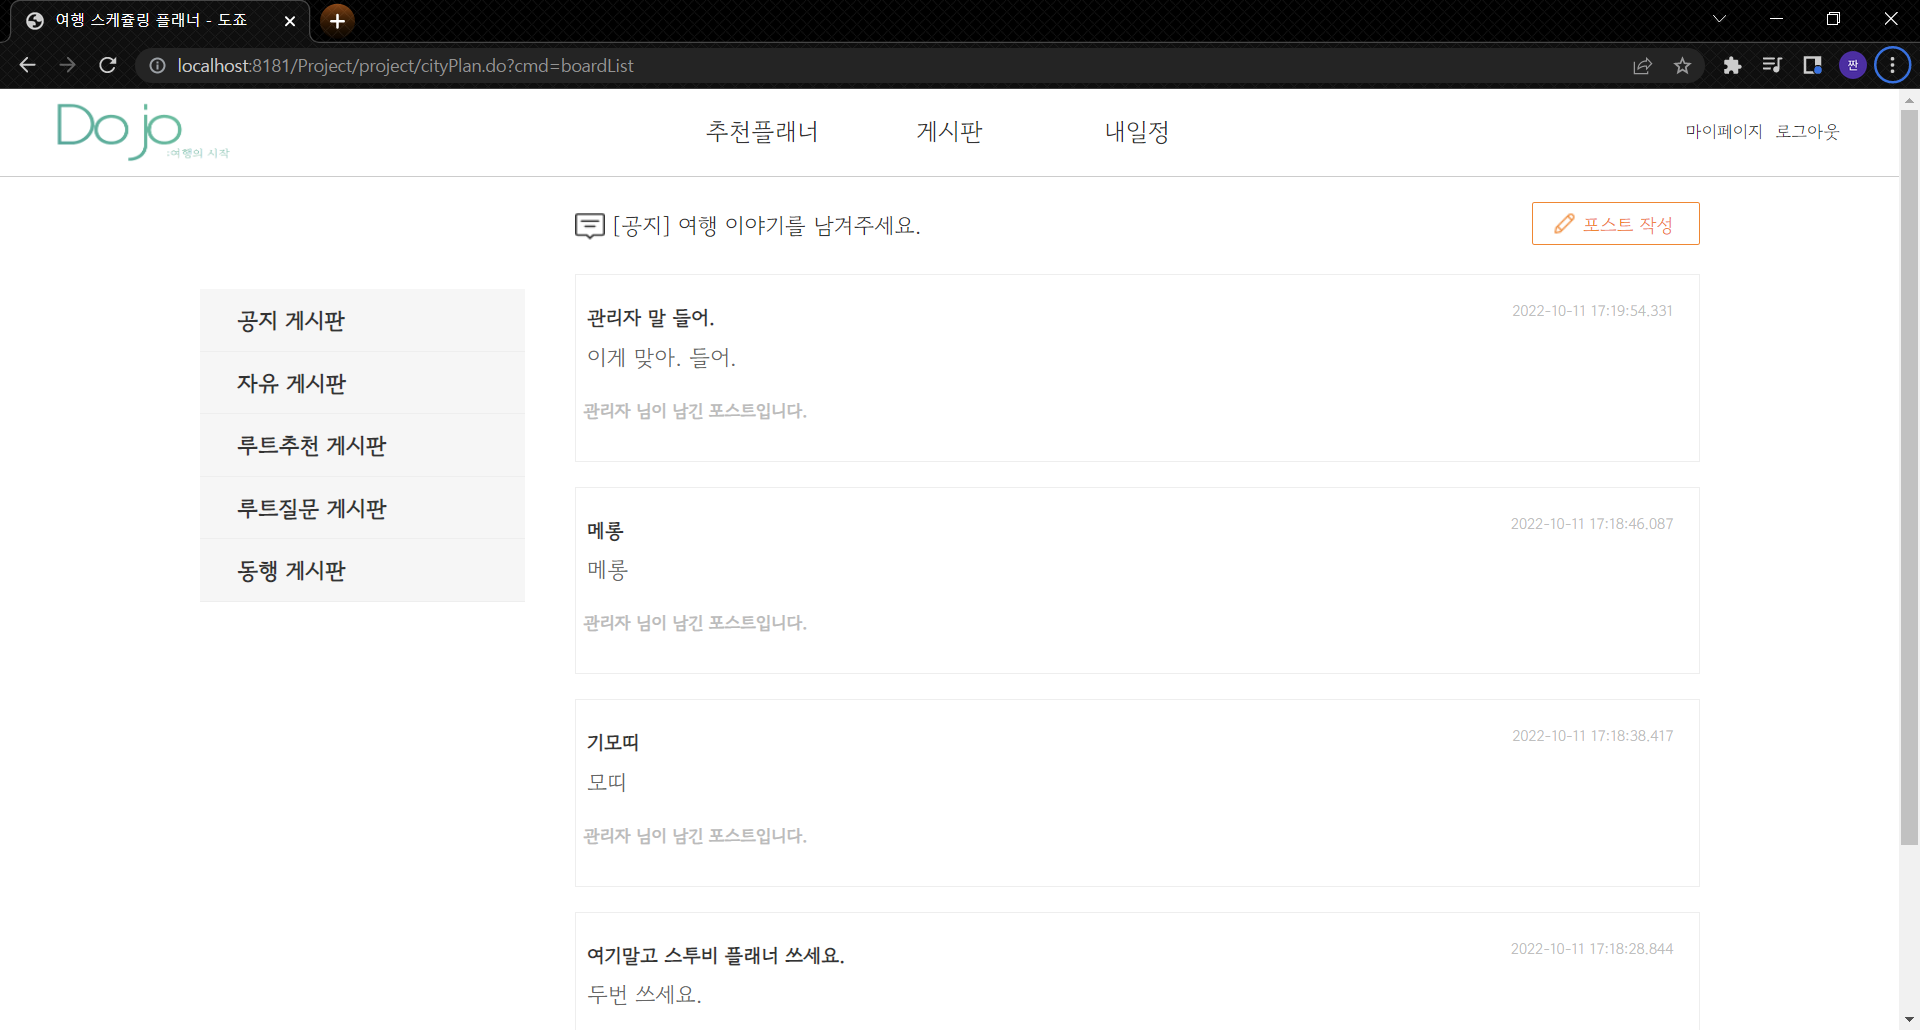 여행 스케쥴링 플래너 - 도죠
localhost:8181/Project/project/cityPlan.do?cmd=boardList
짠
Do jo
:여행의 시작
추천플래너 게시판 내일정
마이페이지 로그아웃
[공지] 여행 이야기를 남겨주세요.
포스트 작성
공지 게시판
자유 게시판
루트추천 게시판
루트질문 게시판
동행 게시판
관리자 말 들어.
2022-10-11 17:19:54.331
이게 맞아. 들어.
관리자 님이 남긴 포스트입니다.
메롱
2022-10-11 17:18:46.087
메롱
관리자 님이 남긴 포스트입니다.
기모띠
2022-10-11 17:18:38.417
모띠
관리자 님이 남긴 포스트입니다.
여기말고 스투비 플래너 쓰세요.
2022-10-11 17:18:28.844
두번 쓰세요.